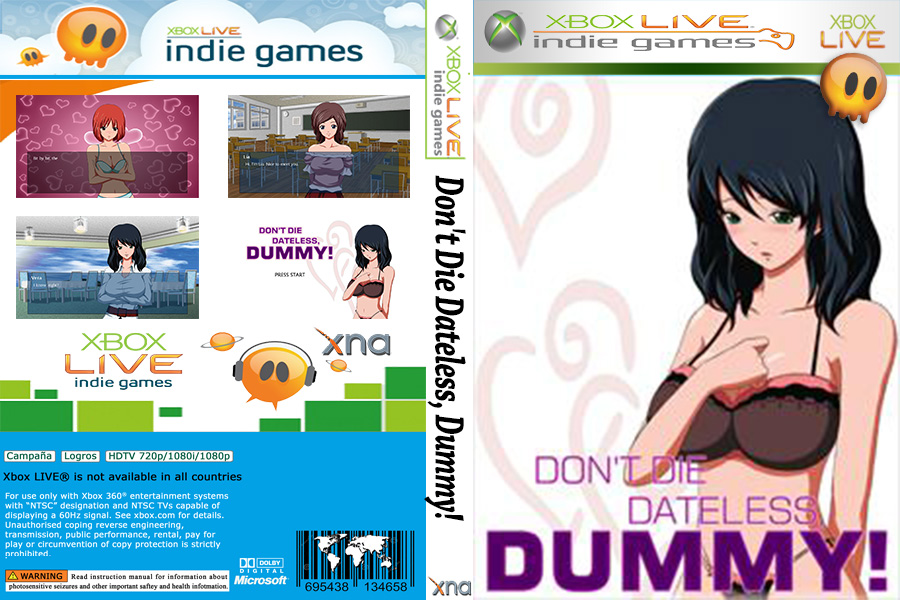 XBOX LIVE
indie games
DON'T DIE
DATELESS,
DUMMY!
PRESS START
XBOX LIVE
indie games
xna
Campaña Logros HDTV 720p/1080i/1080p
Xbox LIVE® is not available in all countries
For use only with Xbox 360® entertainment systems
with “NTSC” designation and NTSC TVs capable of
displaying a 60Hz signal. See xbox.com for details.
Unauthorised coping reverse engineering,
transmission, public performance, rental, pay for
play or circumvention of copy protection is strictly
prohibited.
WARNING Read instruction manual for information about
photosensitive seizures and other important saftey and health information.
DOLBY
DIGITAL
Microsoft
695438 134658
XBOX LIVE
indie games
Don't Die Dateless, Dummy!
xna
XBOX LIVE
indie games
XBOX
LIVE
DON'T DIE
DATELESS,
DUMMY!